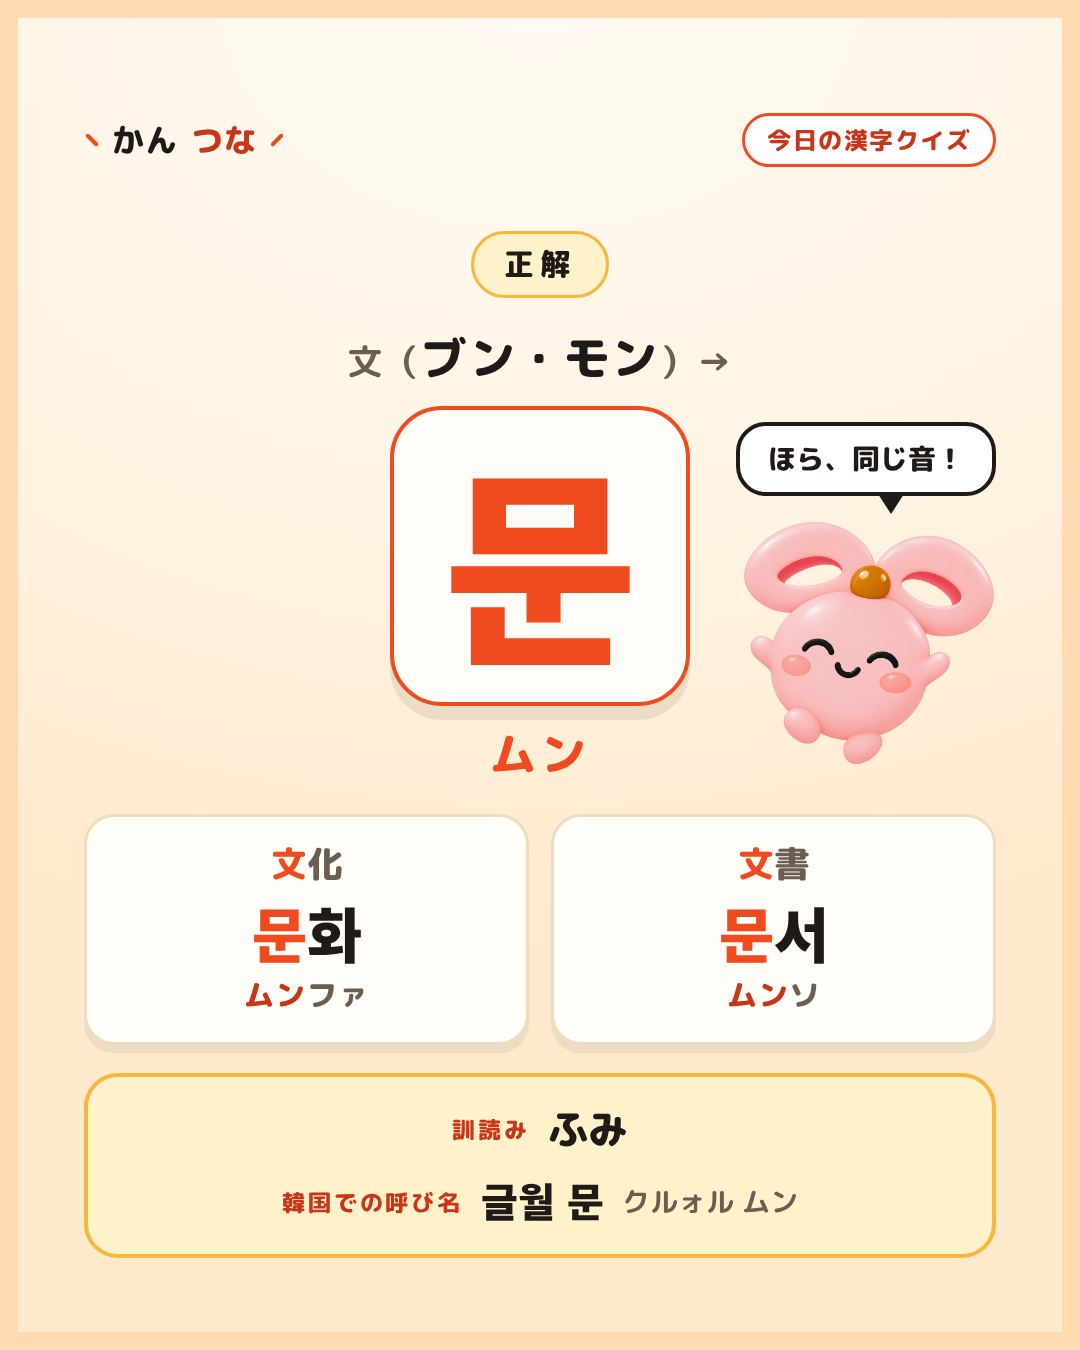 かん つな
今日の漢字クイズ
正解
文（ブン・モン）→
문
ほら、同じ音！
ムン
文化
문화
ムンファ
文書
문서
ムンソ
訓読み ふみ
韓国での呼び名 글월 문 クルォル ムン